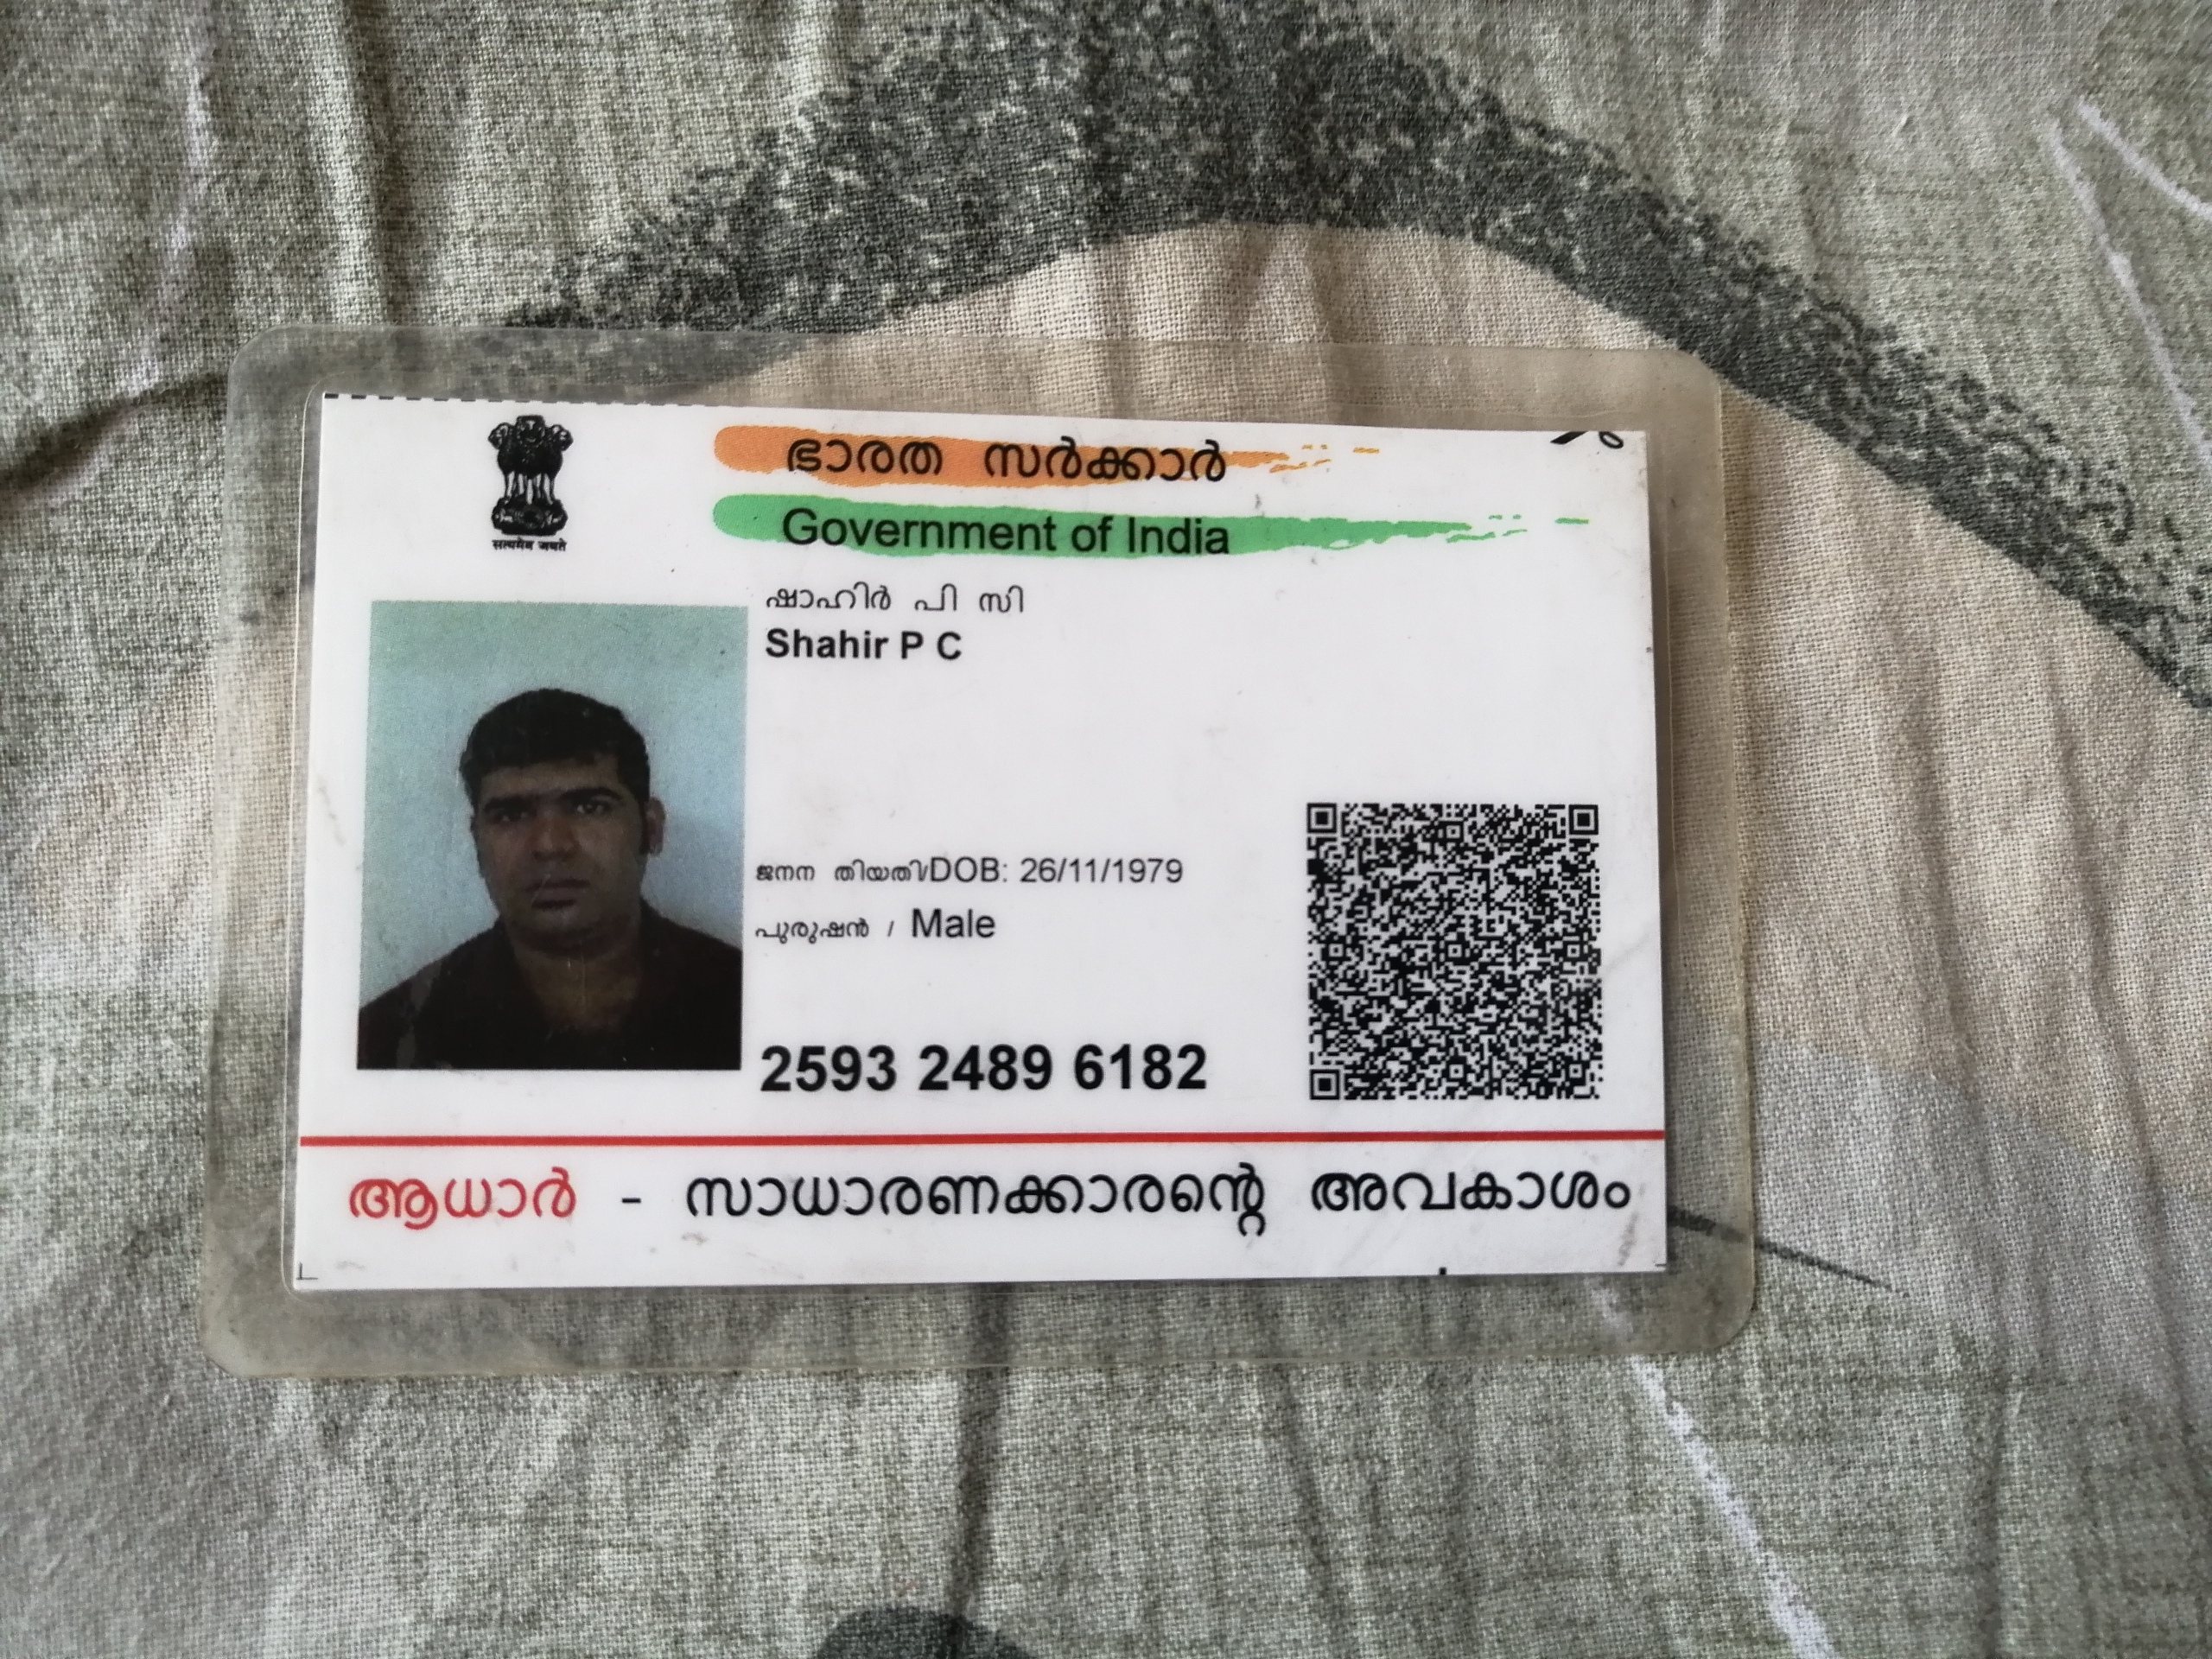 ഭാരത സർക്കാർ
Government of India
सत्यमेव जयते
ഷാഹിർ പി സി
Shahir P C
ജനന തിയതി/DOB: 26/11/1979
പുരുഷൻ / Male
2593 2489 6182
ആധാർ - സാധാരണക്കാരന്റെ അവകാശം